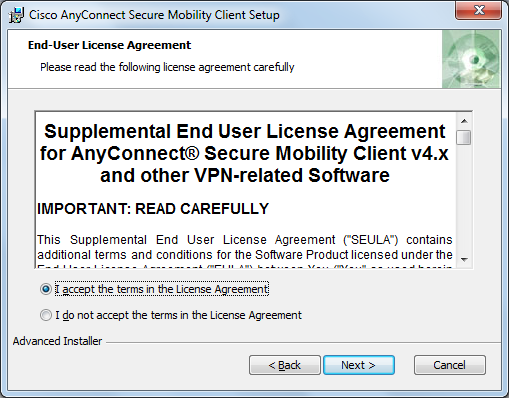 Cisco AnyConnect Secure Mobility Client Setup
End-User License Agreement
Please read the following license agreement carefully
Supplemental End User License Agreement
for AnyConnect® Secure Mobility Client v4.x
and other VPN-related Software
IMPORTANT: READ CAREFULLY
This Supplemental End User License Agreement ("SEULA") contains
additional terms and conditions for the Software Product licensed under the
End User License Agreement ("EULA") between You ("You" as used herein
I accept the terms in the License Agreement
I do not accept the terms in the License Agreement
Advanced Installer
< Back
Next >
Cancel